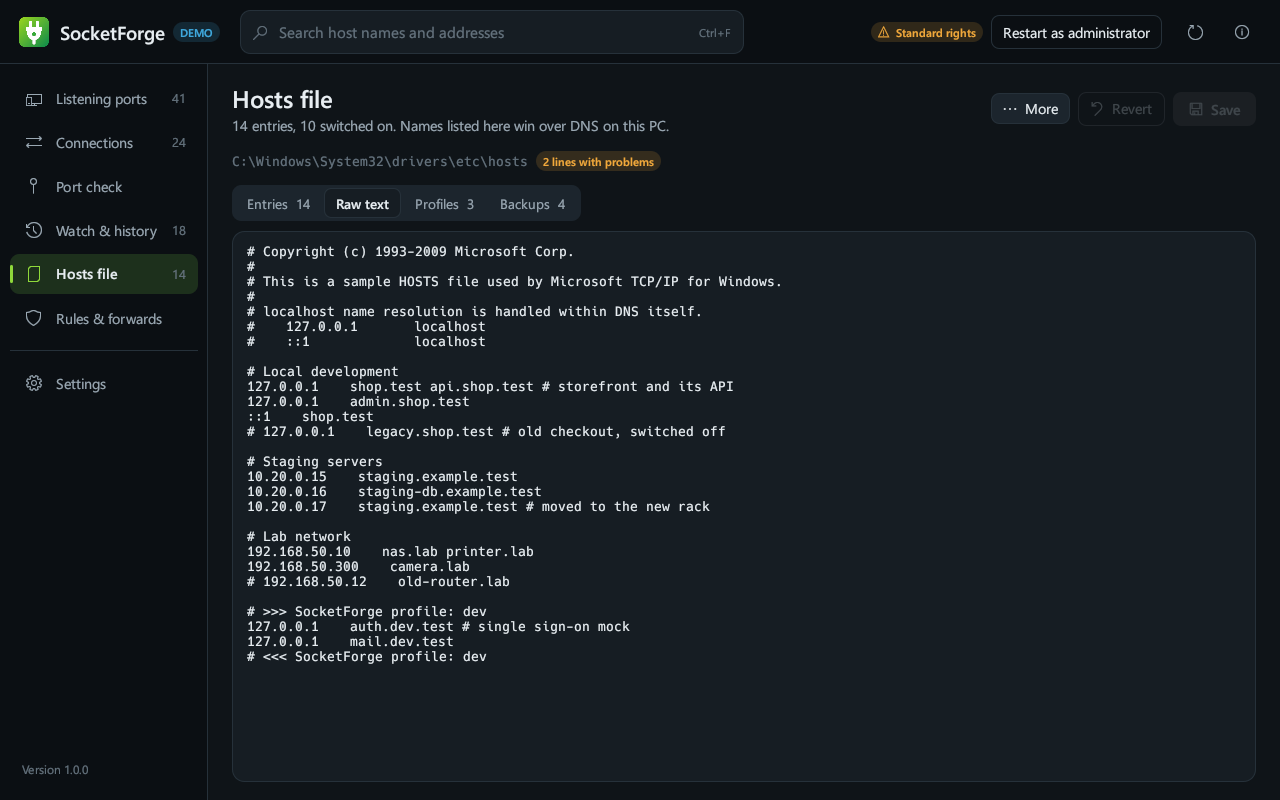 SocketForge DEMO
Search host names and addresses Ctrl+F
Standard rights
Restart as administrator
Listening ports 41
Connections 24
Port check
Watch & history 18
Hosts file 14
Rules & forwards
Settings
Version 1.0.0
Hosts file
14 entries, 10 switched on. Names listed here win over DNS on this PC.
··· More
Revert
Save
C:\Windows\System32\drivers\etc\hosts 2 lines with problems
Entries 14 Raw text Profiles 3 Backups 4
# Copyright (c) 1993-2009 Microsoft Corp.
#
# This is a sample HOSTS file used by Microsoft TCP/IP for Windows.
#
# localhost name resolution is handled within DNS itself.
#    127.0.0.1       localhost
#    ::1             localhost
# Local development
127.0.0.1    shop.test api.shop.test # storefront and its API
127.0.0.1    admin.shop.test
::1    shop.test
# 127.0.0.1    legacy.shop.test # old checkout, switched off
# Staging servers
10.20.0.15    staging.example.test
10.20.0.16    staging-db.example.test
10.20.0.17    staging.example.test # moved to the new rack
# Lab network
192.168.50.10    nas.lab printer.lab
192.168.50.300    camera.lab
# 192.168.50.12    old-router.lab
# >>> SocketForge profile: dev
127.0.0.1    auth.dev.test # single sign-on mock
127.0.0.1    mail.dev.test
# <<< SocketForge profile: dev